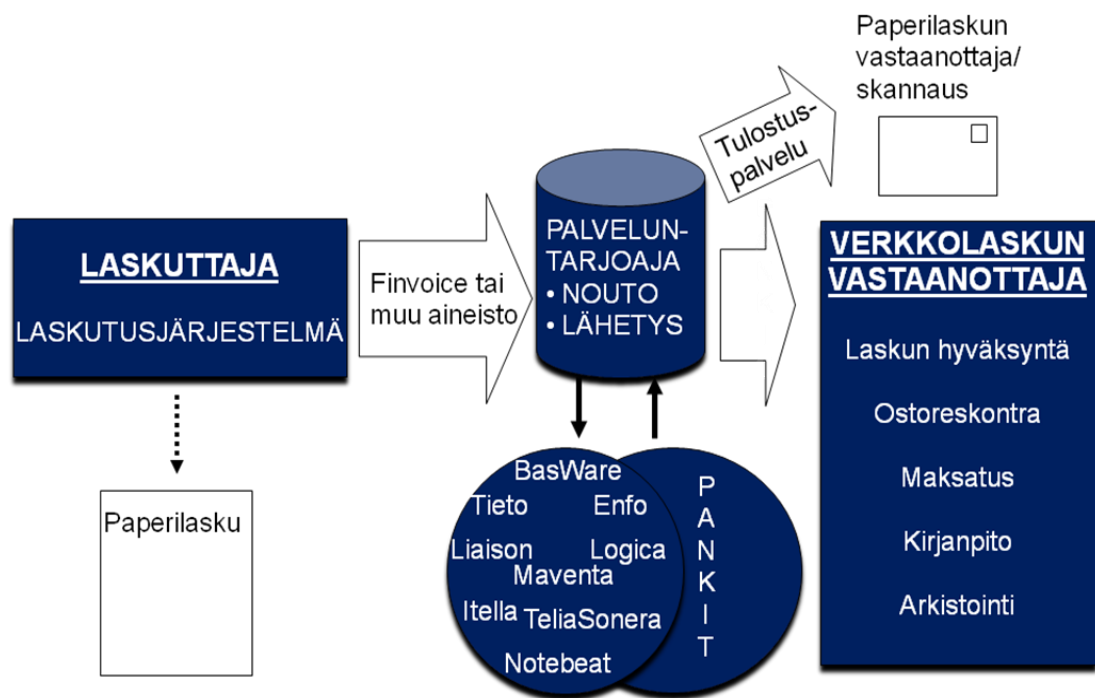 LASKUTTAJA
LASKUTUSJÄRJESTELMÄ
Paperilasku
Finvoice tai
muu aineisto
PALVELUN-
TARJOAJA
• NOUTO
• LÄHETYS
BasWare
Tieto Enfo
Liaison Logica
Maventa
Itella TeliaSonera
Notebeat
PANKIT
Tulostus-
palvelu
Paperilaskun
vastaanottaja/
skannaus
VERKKOLASKUN
VASTAANOTTAJA
Laskun hyväksyntä
Ostoreskontra
Maksatus
Kirjanpito
Arkistointi